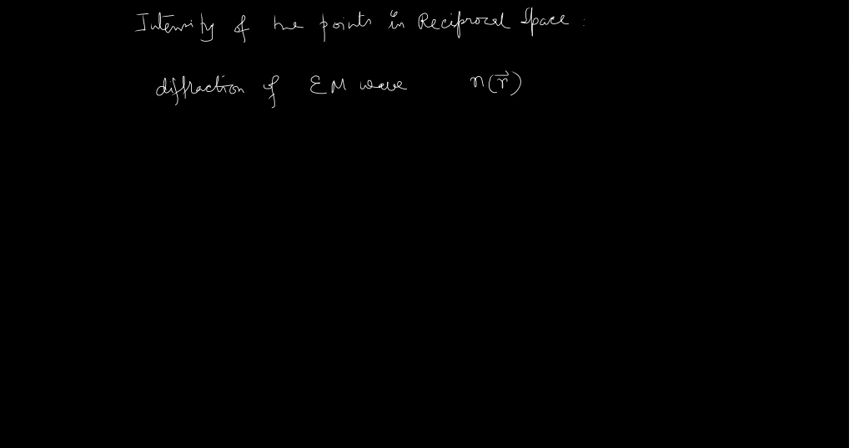 Intensity of the points in Reciprocal Space :
diffraction of EM wave n(r⃗)